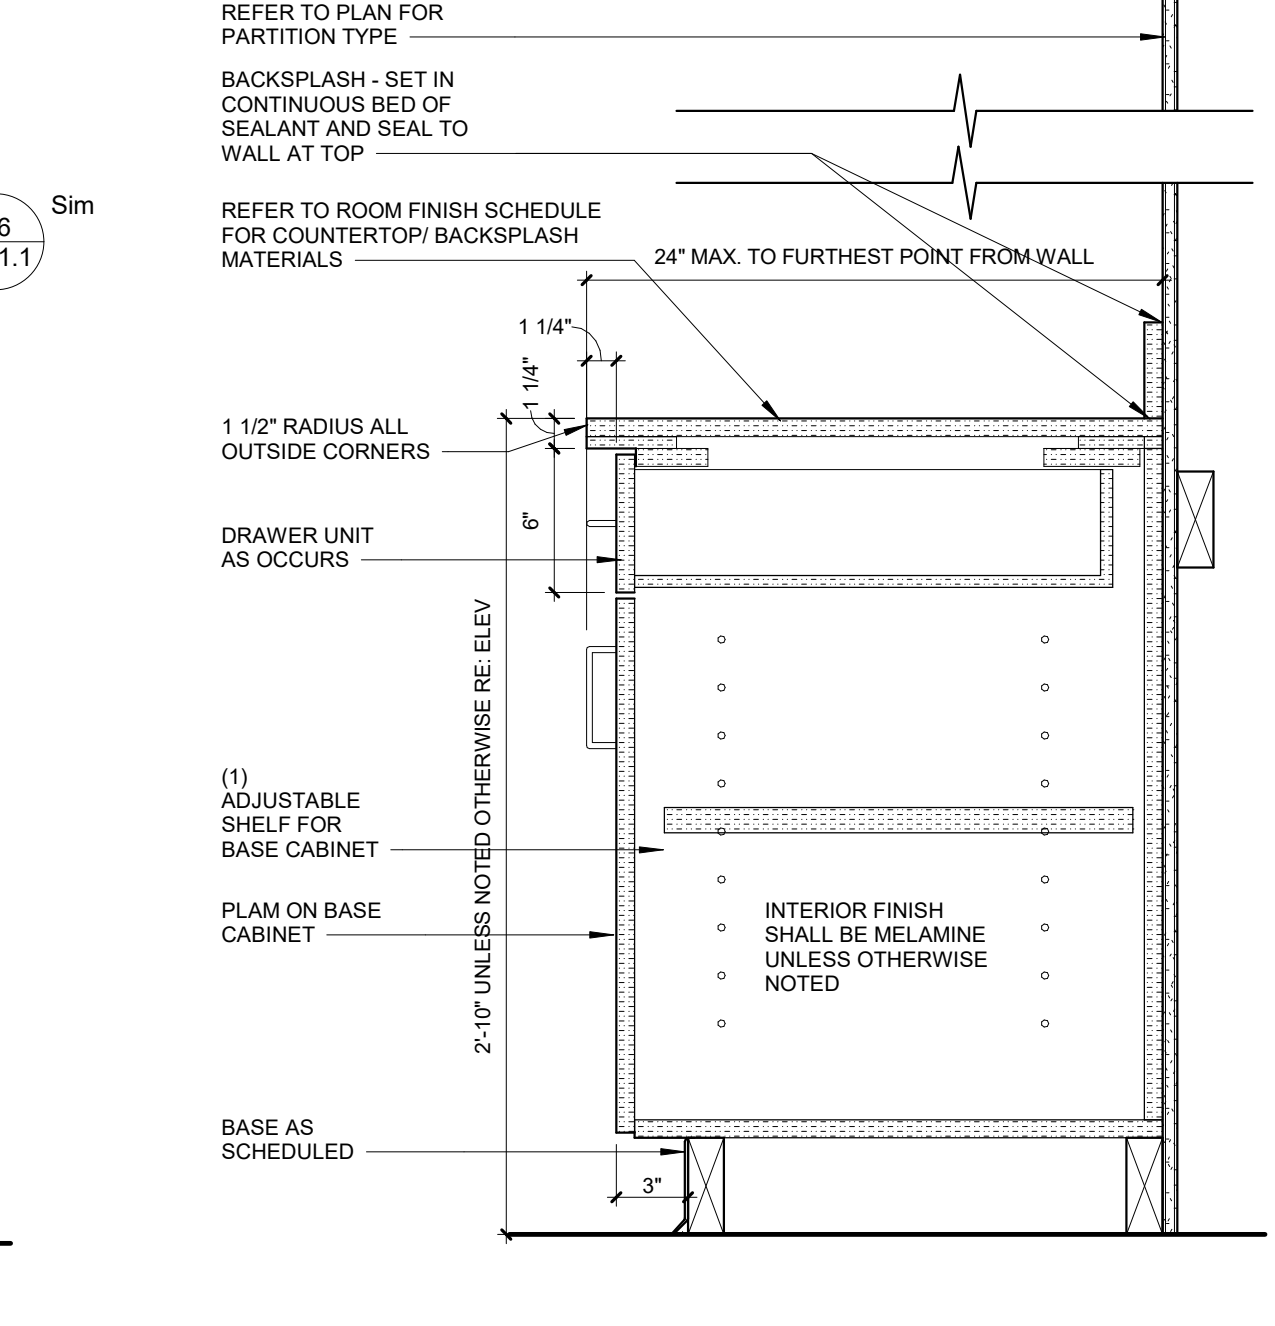 REFER TO PLAN FOR
PARTITION TYPE
BACKSPLASH - SET IN
CONTINUOUS BED OF
SEALANT AND SEAL TO
WALL AT TOP
Sim
6
1.1
REFER TO ROOM FINISH SCHEDULE
FOR COUNTERTOP/ BACKSPLASH
MATERIALS
24" MAX. TO FURTHEST POINT FROM WALL
1 1/4"
1 1/4"
1 1/2" RADIUS ALL
OUTSIDE CORNERS
6"
DRAWER UNIT
AS OCCURS
2'-10" UNLESS NOTED OTHERWISE RE: ELEV
(1)
ADJUSTABLE
SHELF FOR
BASE CABINET
PLAM ON BASE
CABINET
INTERIOR FINISH
SHALL BE MELAMINE
UNLESS OTHERWISE
NOTED
BASE AS
SCHEDULED
3"